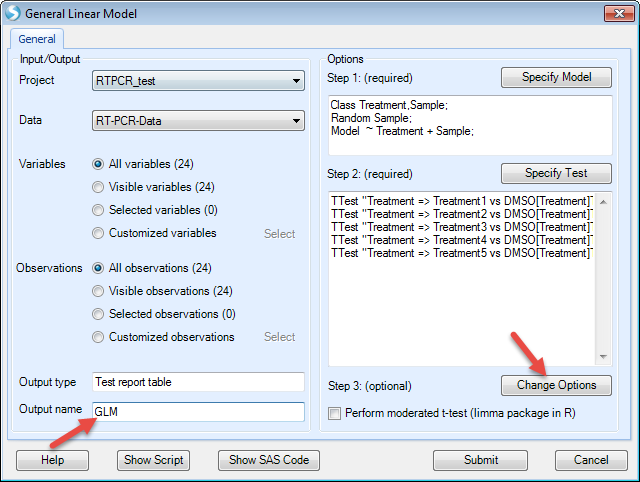 General Linear Model
General
Input/Output
Project RTPCR_test
Data RT-PCR-Data
Variables All variables (24)
Visible variables (24)
Selected variables (0)
Customized variables Select
Observations All observations (24)
Visible observations (24)
Selected observations (0)
Customized observations Select
Output type Test report table
Output name GLM
Options
Step 1: (required) Specify Model
Class Treatment,Sample;
Random Sample;
Model ~ Treatment + Sample;
Step 2: (required) Specify Test
TTest "Treatment => Treatment1 vs DMSO[Treatment]"
TTest "Treatment => Treatment2 vs DMSO[Treatment]"
TTest "Treatment => Treatment3 vs DMSO[Treatment]"
TTest "Treatment => Treatment4 vs DMSO[Treatment]"
TTest "Treatment => Treatment5 vs DMSO[Treatment]"
Step 3: (optional) Change Options
Perform moderated t-test (limma package in R)
Help Show Script Show SAS Code Submit Cancel